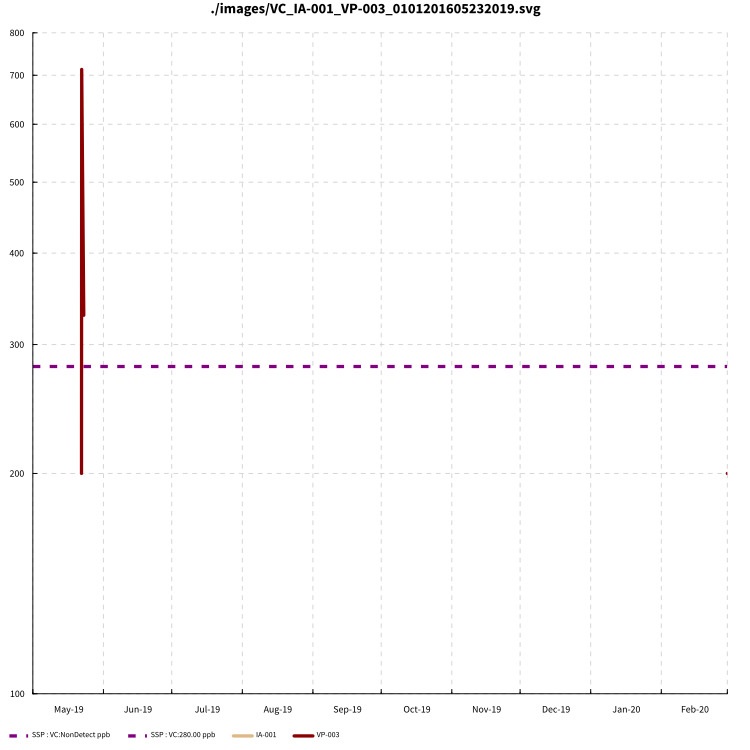 ./images/VC_IA-001_VP-003_0101201605232019.svg
800
700
600
500
400
300
200
100
May-19 Jun-19 Jul-19 Aug-19 Sep-19 Oct-19 Nov-19 Dec-19 Jan-20 Feb-20
SSP : VC:NonDetect ppb SSP : VC:280.00 ppb IA-001 VP-003